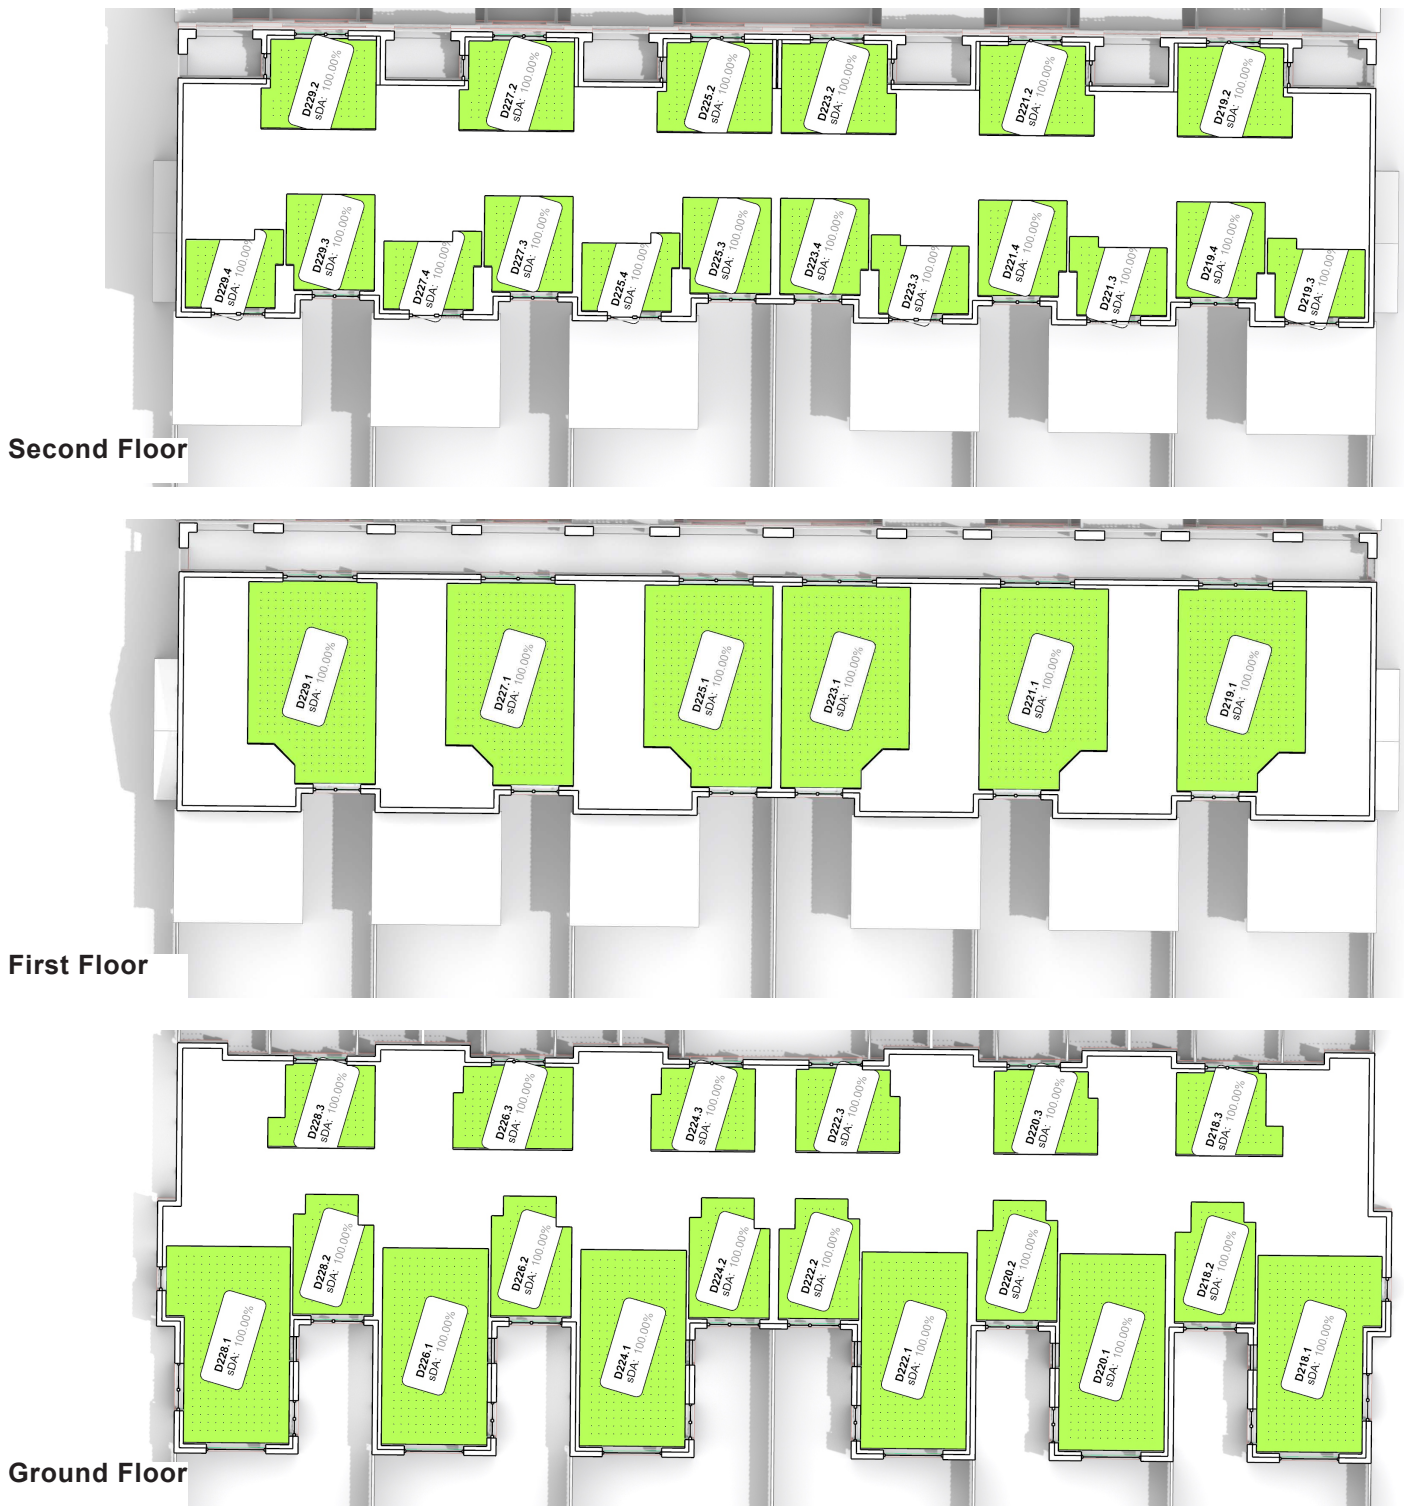 D229.2
sDA: 100.00%
D227.2
sDA: 100.00%
D225.2
sDA: 100.00%
D223.2
sDA: 100.00%
D221.2
sDA: 100.00%
D219.2
sDA: 100.00%
D229.4
sDA: 100.00%
D229.3
sDA: 100.00%
D227.4
sDA: 100.00%
D227.3
sDA: 100.00%
D225.4
sDA: 100.00%
D225.3
sDA: 100.00%
D223.4
sDA: 100.00%
D223.3
sDA: 100.00%
D221.4
sDA: 100.00%
D221.3
sDA: 100.00%
D219.4
sDA: 100.00%
D219.3
sDA: 100.00%
Second Floor
D229.1
sDA: 100.00%
D227.1
sDA: 100.00%
D225.1
sDA: 100.00%
D223.1
sDA: 100.00%
D221.1
sDA: 100.00%
D219.1
sDA: 100.00%
First Floor
D228.3
sDA: 100.00%
D226.3
sDA: 100.00%
D224.3
sDA: 100.00%
D222.3
sDA: 100.00%
D220.3
sDA: 100.00%
D218.3
sDA: 100.00%
D228.2
sDA: 100.00%
D226.2
sDA: 100.00%
D224.2
sDA: 100.00%
D222.2
sDA: 100.00%
D220.2
sDA: 100.00%
D218.2
sDA: 100.00%
D228.1
sDA: 100.00%
D226.1
sDA: 100.00%
D224.1
sDA: 100.00%
D222.1
sDA: 100.00%
D220.1
sDA: 100.00%
D218.1
sDA: 100.00%
Ground Floor